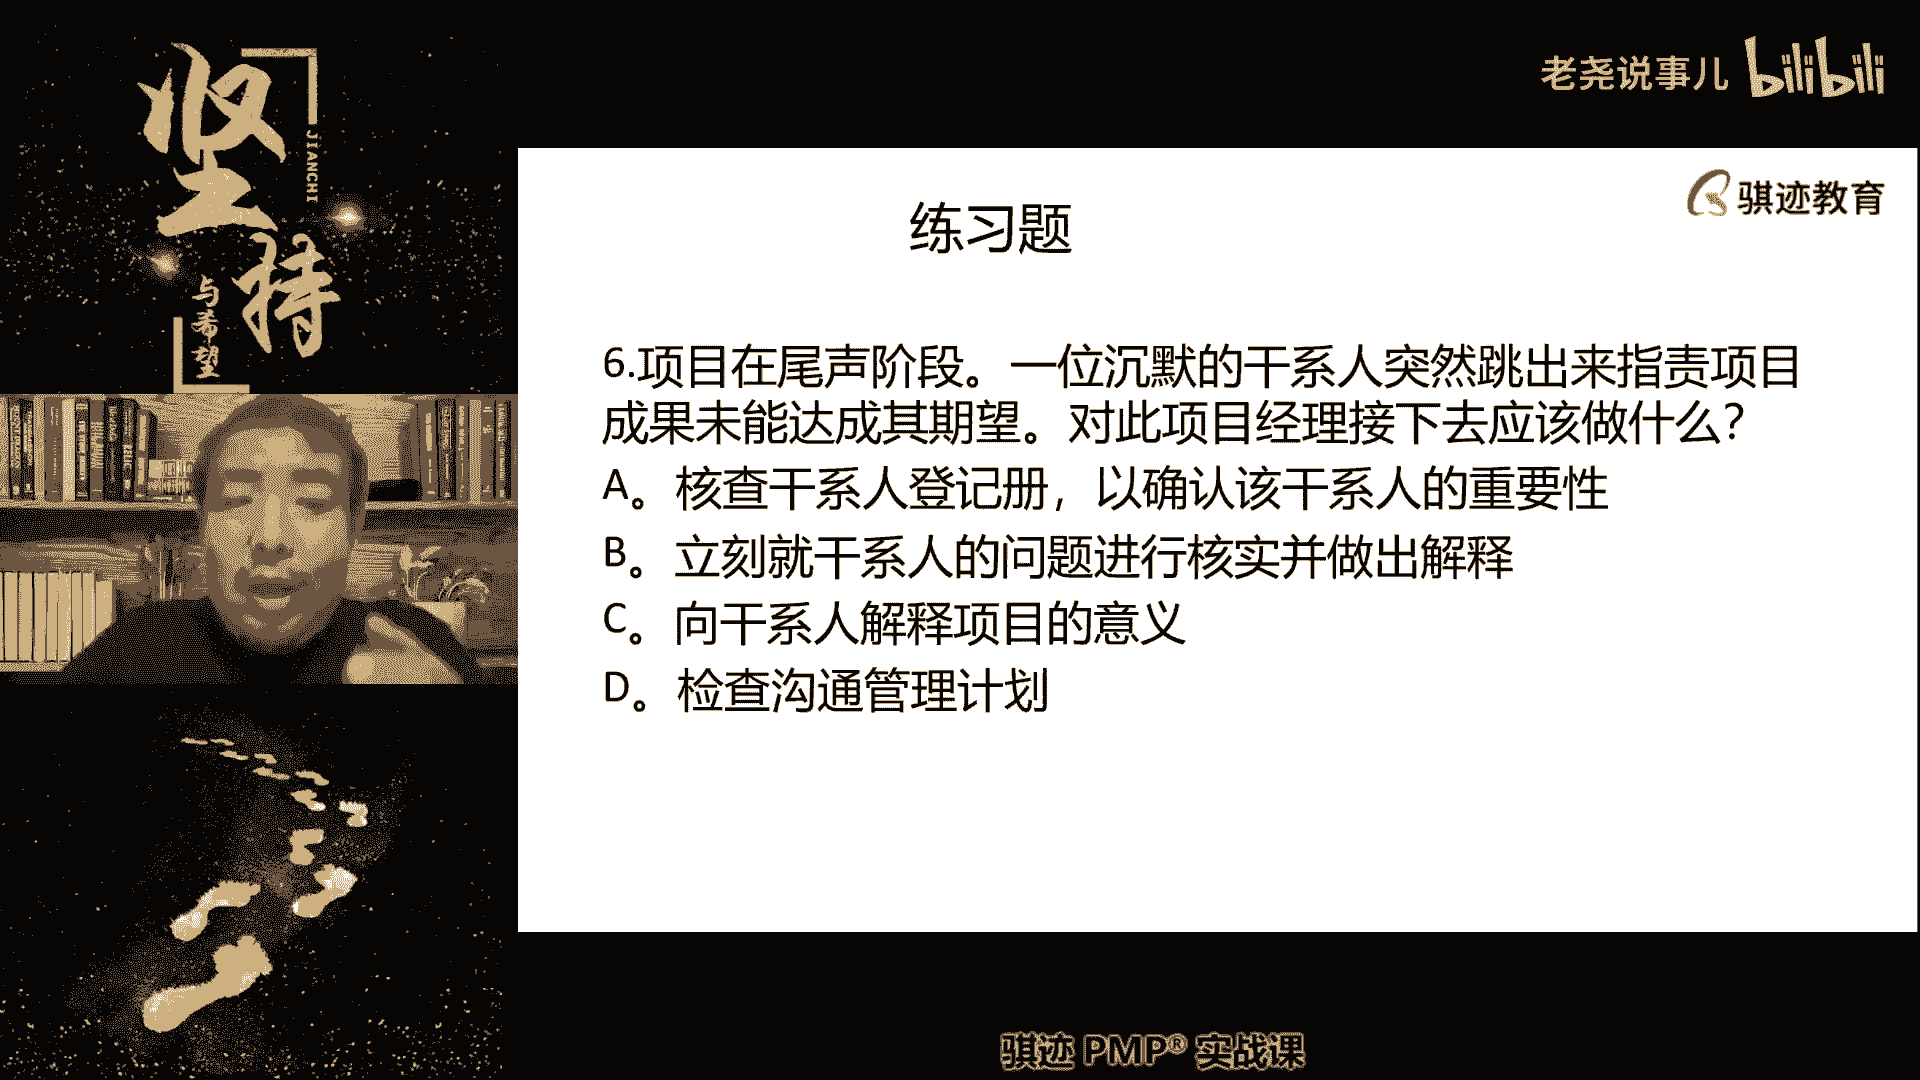 坚持
JIANCHI
与希望
老尧说事儿 bilibili
骐迹教育
练习题
6.项目在尾声阶段。一位沉默的干系人突然跳出来指责项目
成果未能达成其期望。对此项目经理接下去应该做什么？
A。核查干系人登记册，以确认该干系人的重要性
B。立刻就干系人的问题进行核实并做出解释
C。向干系人解释项目的意义
D。检查沟通管理计划
骐迹 PMP® 实战课